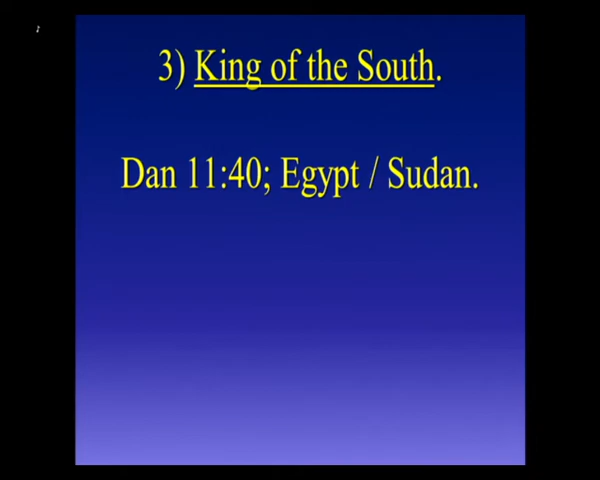 3) King of the South.
Dan 11:40; Egypt / Sudan.